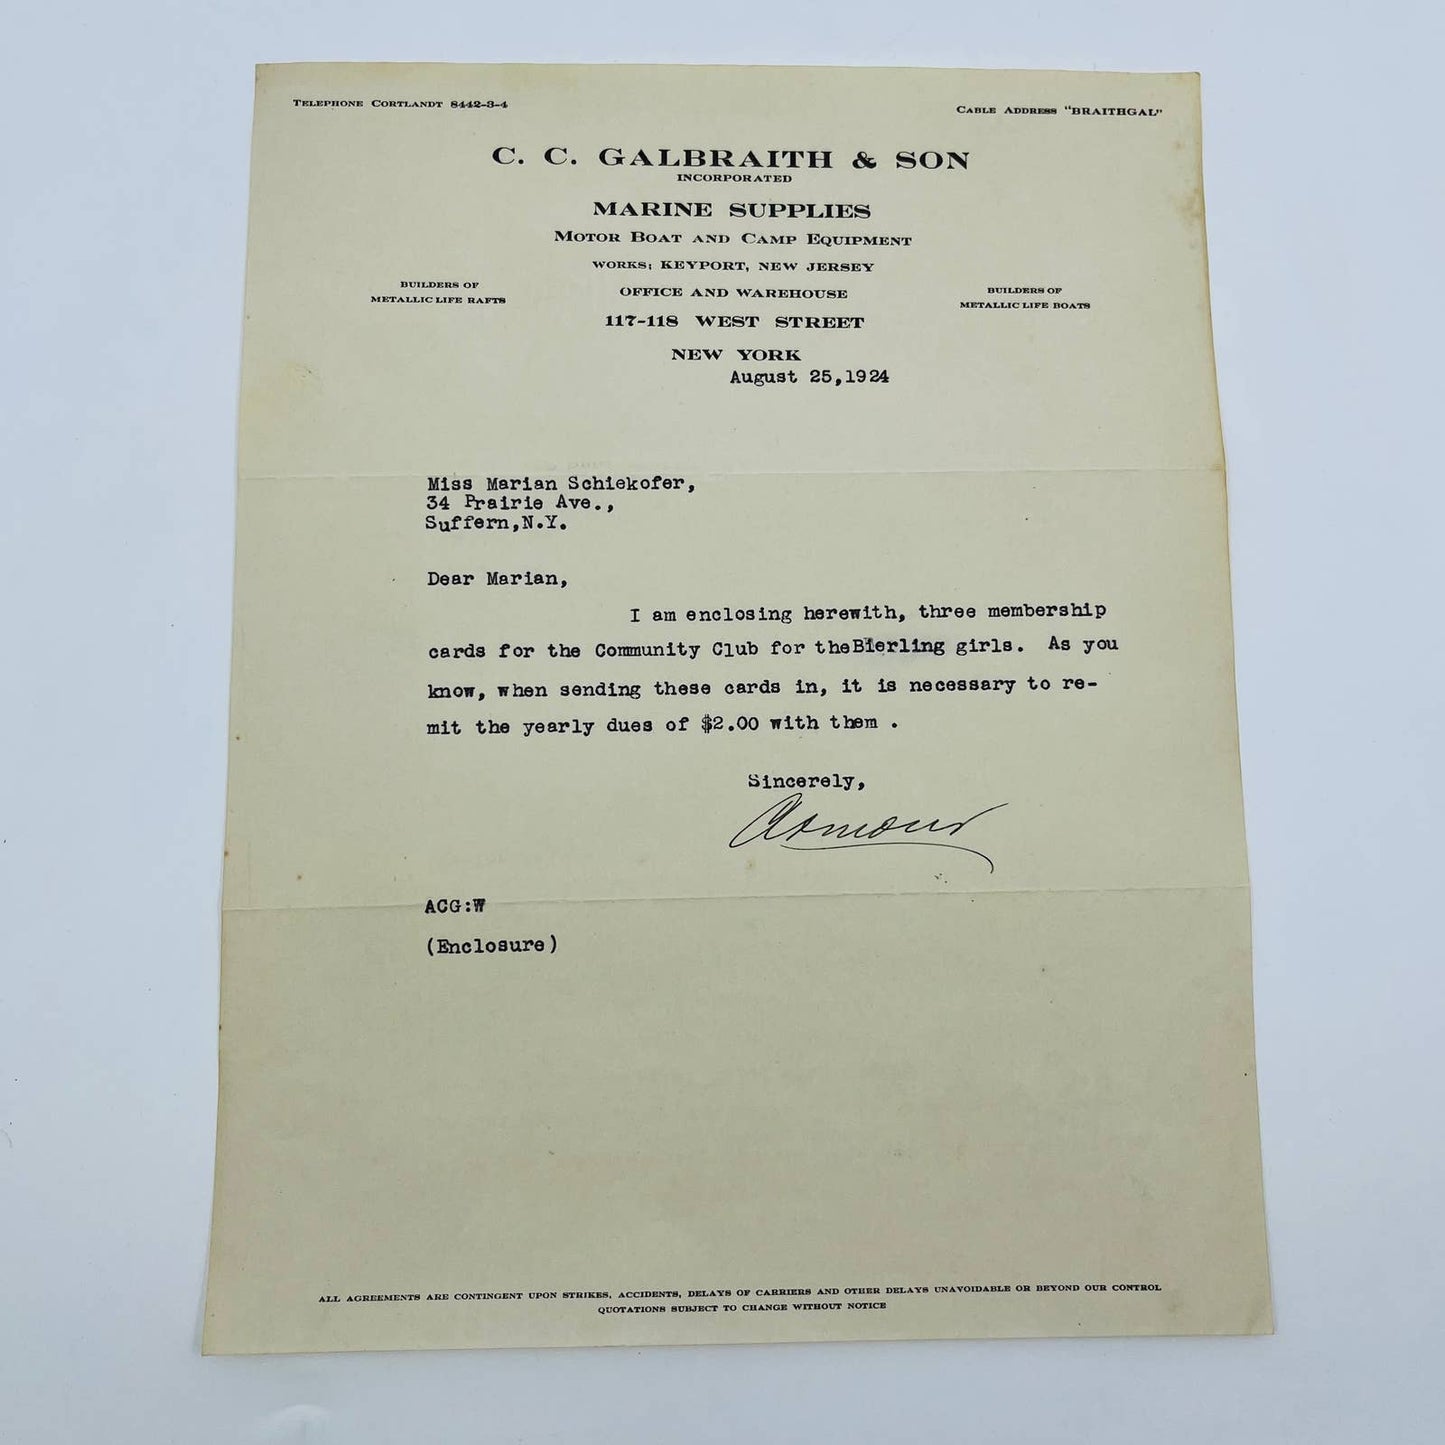 TELEPHONE CORTLANDT 8442-3-4
CABLE ADDRESS "BRAITHGAL"
C. C. GALBRAITH & SON
INCORPORATED
MARINE SUPPLIES
MOTOR BOAT AND CAMP EQUIPMENT
WORKS; KEYPORT, NEW JERSEY
BUILDERS OF
METALLIC LIFE RAFTS
OFFICE AND WAREHOUSE
BUILDERS OF
METALLIC LIFE BOATS
117-118 WEST STREET
NEW YORK
August 25,1924
Miss Marian Schiekofer,
34 Prairie Ave.,
Suffern,N.Y.
Dear Marian,
I am enclosing herewith, three membership
cards for the Community Club for theBierling girls. As you
know, when sending these cards in, it is necessary to re-
mit the yearly dues of $2.00 with them .
Sincerely,
ACG:W
(Enclosure)
ALL AGREEMENTS ARE CONTINGENT UPON STRIKES, ACCIDENTS, DELAYS OF CARRIERS AND OTHER DELAYS UNAVOIDABLE OR BEYOND OUR CONTROL
QUOTATIONS SUBJECT TO CHANGE WITHOUT NOTICE